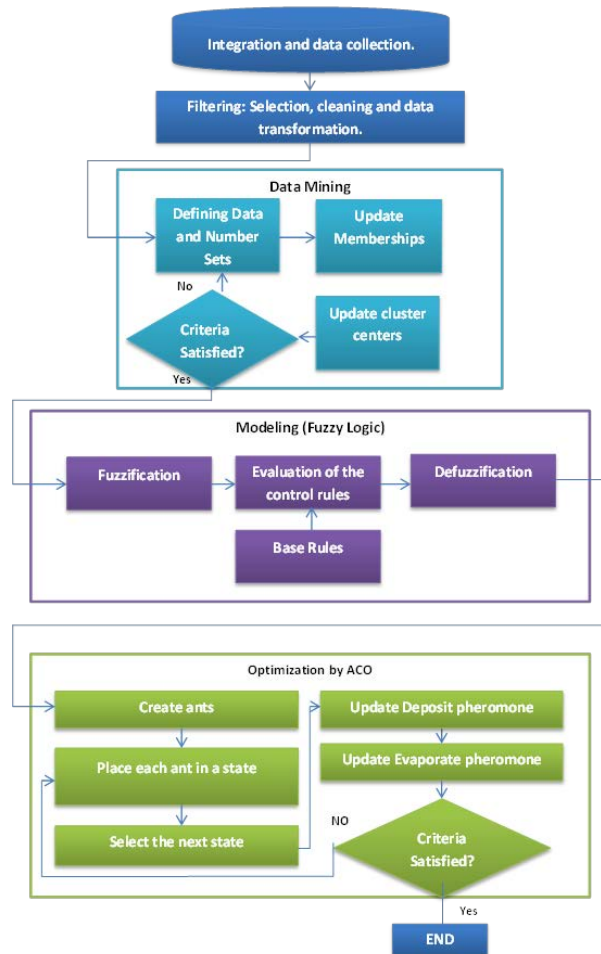 Integration and data collection.
Filtering: Selection, cleaning and data
transformation.
Data Mining
Defining Data
and Number
Sets
Update
Memberships
No
Criteria
Satisfied?
Update cluster
centers
Yes
Modeling (Fuzzy Logic)
Fuzzification
Evaluation of the
control rules
Defuzzification
Base Rules
Optimization by ACO
Create ants
Place each ant in a state
Select the next state
Update Deposit pheromone
Update Evaporate pheromone
NO
Criteria
Satisfied?
Yes
END